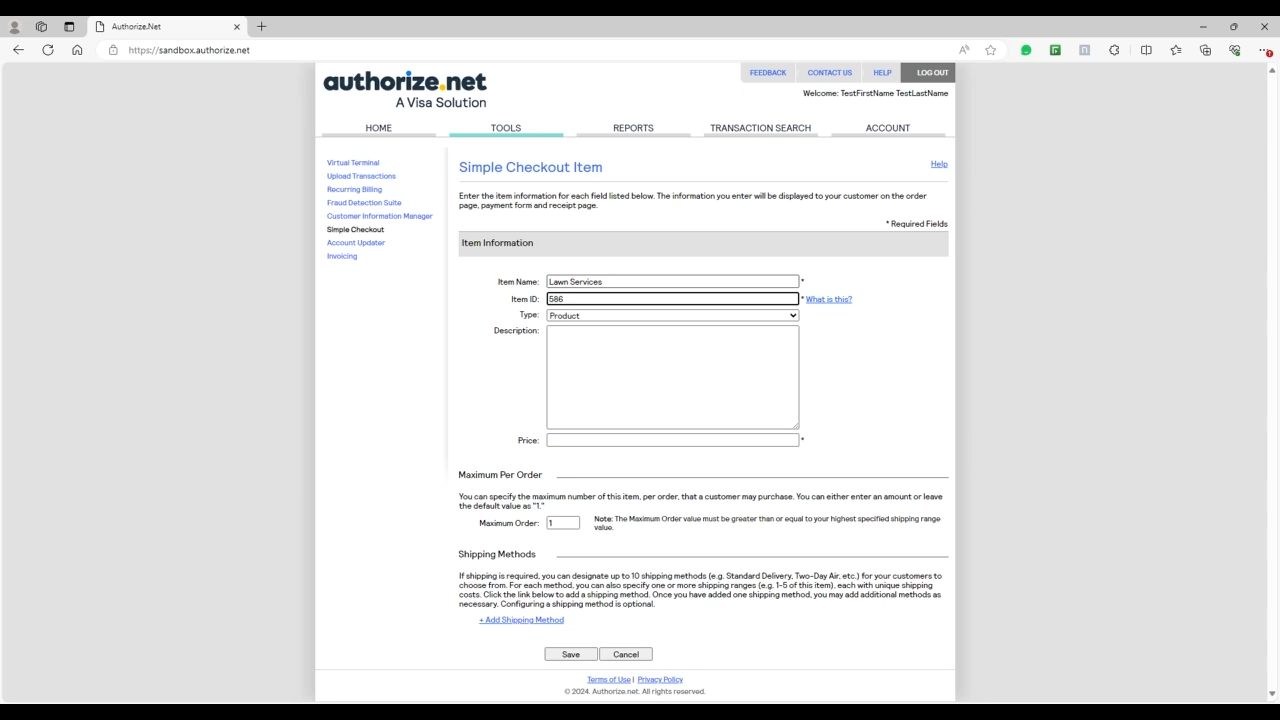 Authorize.Net
https://sandbox.authorize.net
authorize.net
A Visa Solution
FEEDBACK
CONTACT US
HELP
LOG OUT
Welcome: TestFirstName TestLastName
HOME
TOOLS
REPORTS
TRANSACTION SEARCH
ACCOUNT
Virtual Terminal
Upload Transactions
Recurring Billing
Fraud Detection Suite
Customer Information Manager
Simple Checkout
Account Updater
Invoicing
Simple Checkout Item
Help
Enter the item information for each field listed below. The information you enter will be displayed to your customer on the order
page, payment form and receipt page.
* Required Fields
Item Information
Item Name: Lawn Services *
Item ID: 586 * What is this?
Type: Product
Description:
Price: *
Maximum Per Order
You can specify the maximum number of this item, per order, that a customer may purchase. You can either enter an amount or leave
the default value as "1."
Maximum Order: 1
Note: The Maximum Order value must be greater than or equal to your highest specified shipping range
value.
Shipping Methods
If shipping is required, you can designate up to 10 shipping methods (e.g. Standard Delivery, Two-Day Air, etc.) for your customers to
choose from. For each method, you can also specify one or more shipping ranges (e.g. 1-5 of this item), each with unique shipping
costs. Click the link below to add a shipping method. Once you have added one shipping method, you may add additional methods as
necessary. Configuring a shipping method is optional.
+ Add Shipping Method
Save
Cancel
Terms of Use | Privacy Policy
© 2024. Authorize.net. All rights reserved.